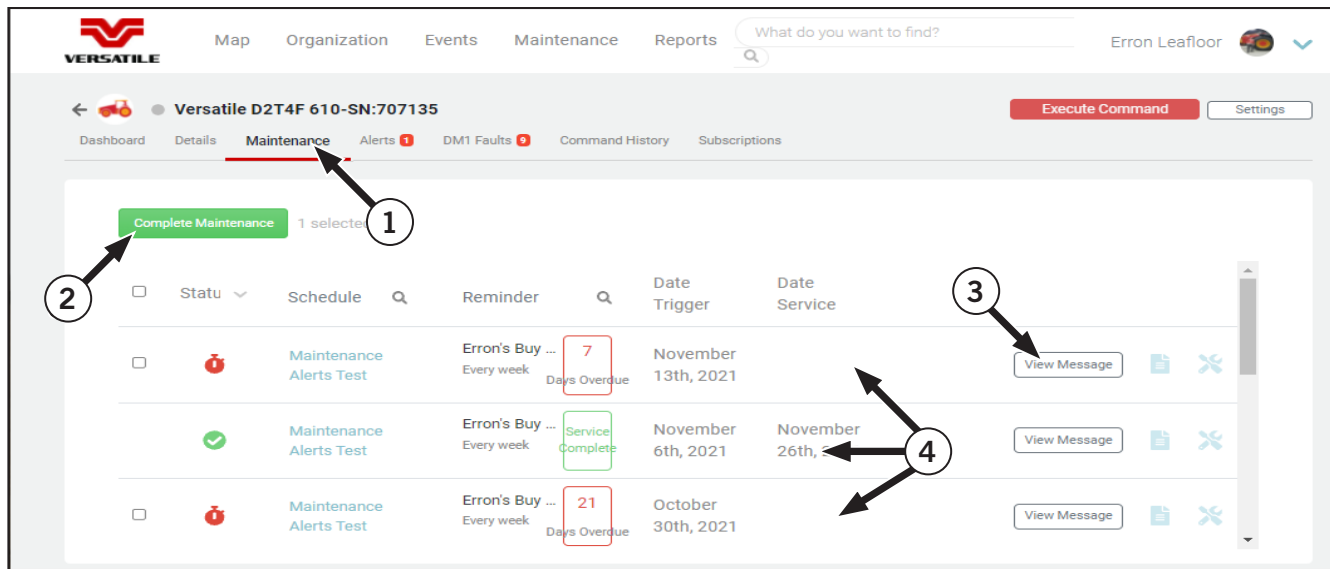 VERSATILE
Map Organization Events Maintenance Reports What do you want to find? Erron Leafloor
Versatile D2T4F 610-SN:707135 Execute Command Settings
Dashboard Details Maintenance Alerts 1 DM1 Faults 9 Command History Subscriptions
1
Complete Maintenance 1 selected
2
Statu Schedule Reminder Date Trigger Date Service
3
Maintenance Alerts Test
Erron's Buy ...
Every week
7
Days Overdue
November
13th, 2021
View Message
Maintenance
Alerts Test
Erron's Buy ...
Every week
Service
Complete
November
6th, 2021
November
26th,
View Message
4
Maintenance
Alerts Test
Erron's Buy ...
Every week
21
Days Overdue
October
30th, 2021
View Message